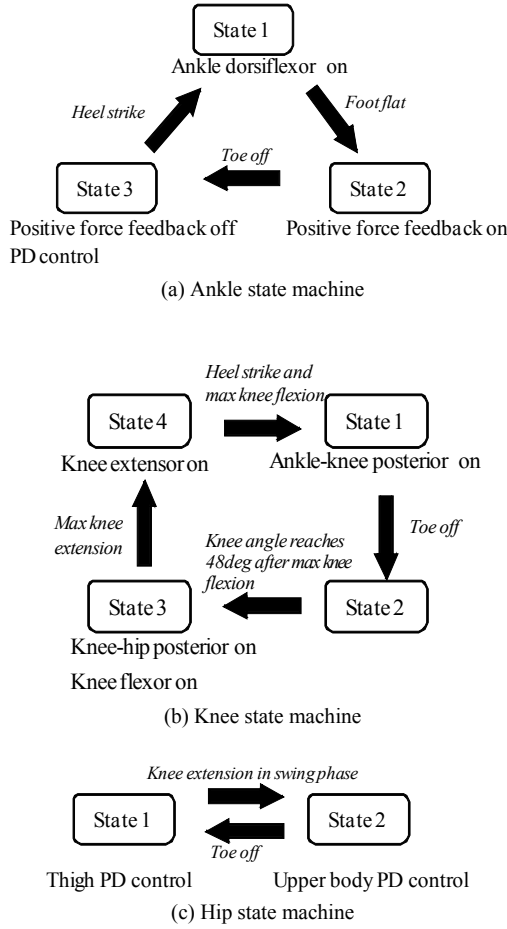 State 1
Ankle dorsiflexor on
Heel strike
Foot flat
Toe off
State 3
State 2
Positive force feedback off
PD control
Positive force feedback on
(a) Ankle state machine
Heel strike and
max knee flexion
State 4
State 1
Knee extensor on
Ankle-knee posterior on
Max knee
extension
Knee angle reaches
48deg after max knee
flexion
Toe off
State 3
State 2
Knee-hip posterior on
Knee flexor on
(b) Knee state machine
Knee extension in swing phase
State 1
State 2
Toe off
Thigh PD control
Upper body PD control
(c) Hip state machine